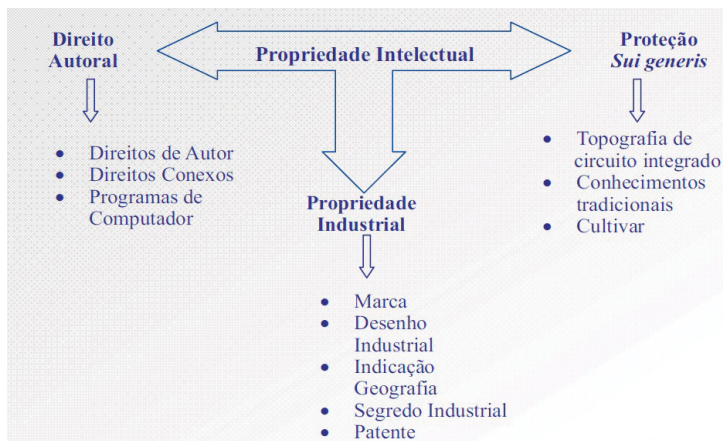 Direito
Autoral
Propriedade Intelectual
Proteção
Sui generis
• Direitos de Autor
• Direitos Conexos
• Programas de
Computador
• Topografia de
circuito integrado
• Conhecimentos
tradicionais
• Cultivar
Propriedade
Industrial
• Marca
• Desenho
Industrial
• Indicação
Geografia
• Segredo Industrial
• Patente